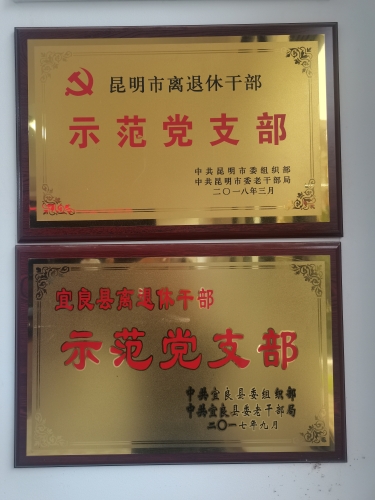 昆明市离退休干部
示范党支部
中共昆明市委组织部
中共昆明市委老干部局
二〇一八年三月
宜良县离退休干部
示范党支部
中共宜良县委组织部
中共宜良县委老干部局
二〇一七年九月